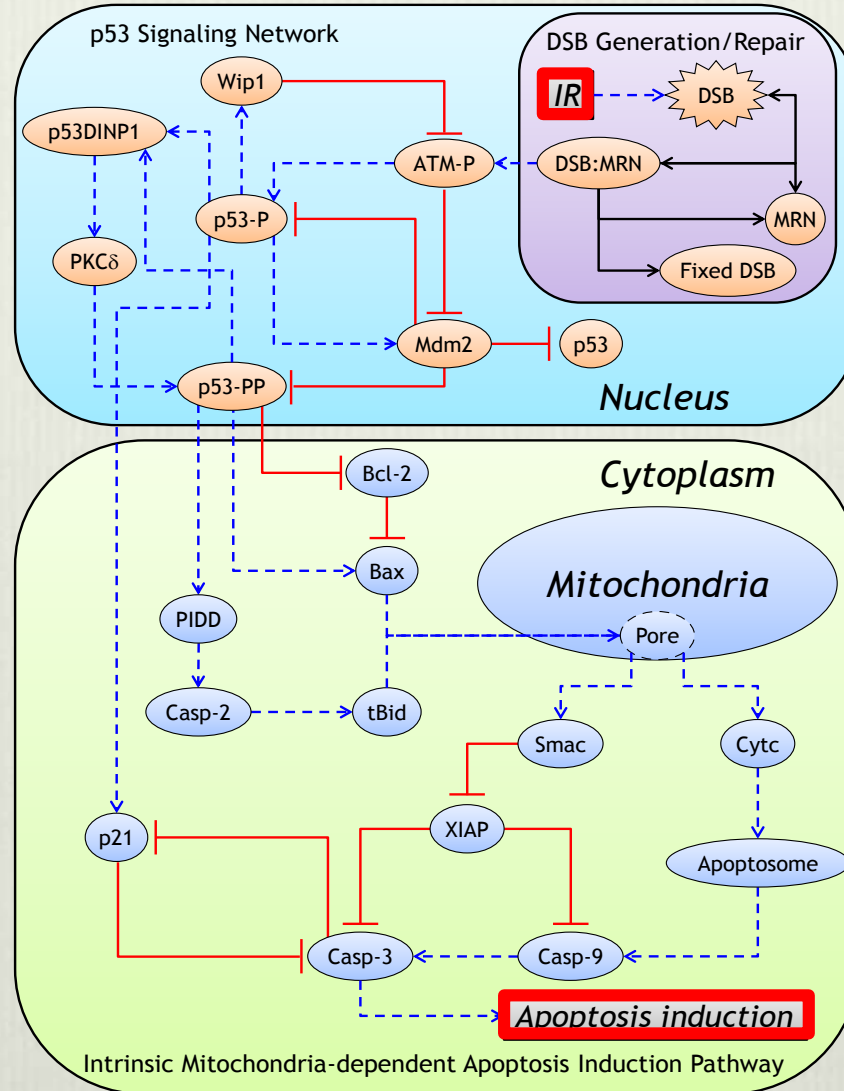 p53 Signaling Network
DSB Generation/Repair
Wip1
IR
DSB
p53DINP1
ATM-P
DSB:MRN
p53-P
MRN
PKCδ
Fixed DSB
Mdm2
p53
p53-PP
Nucleus
Bcl-2
Cytoplasm
Bax
Mitochondria
PIDD
Pore
Casp-2
tBid
Smac
Cytc
p21
XIAP
Apoptosome
Casp-3
Casp-9
Apoptosis induction
Intrinsic Mitochondria-dependent Apoptosis Induction Pathway